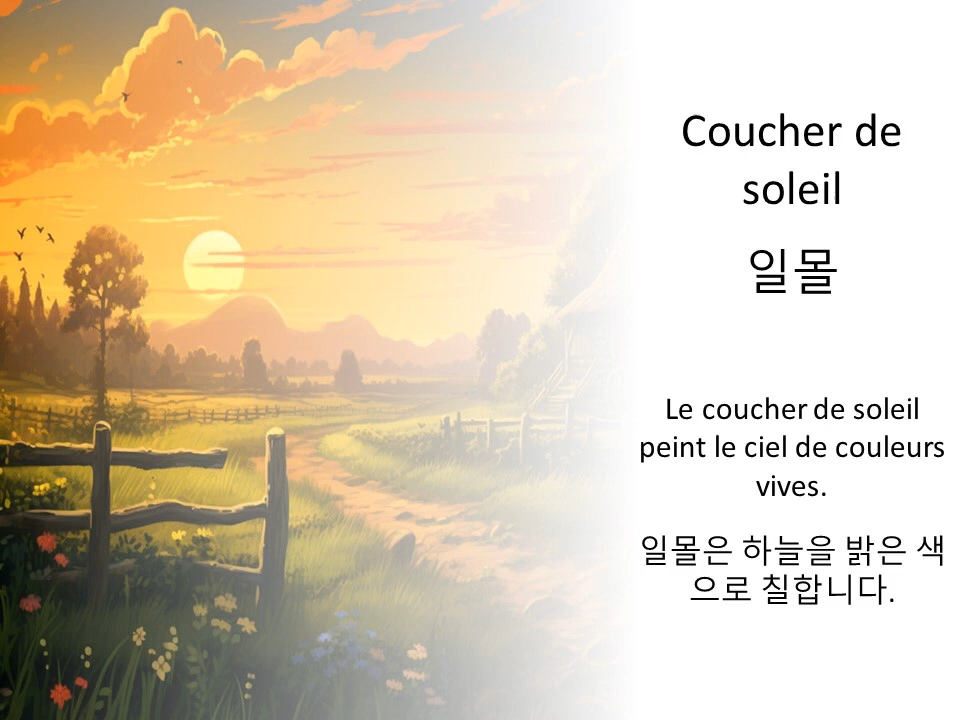 Coucher de
soleil
일몰
Le coucher de soleil
peint le ciel de couleurs
vives.
일몰은 하늘을 밝은 색
으로 칠합니다.